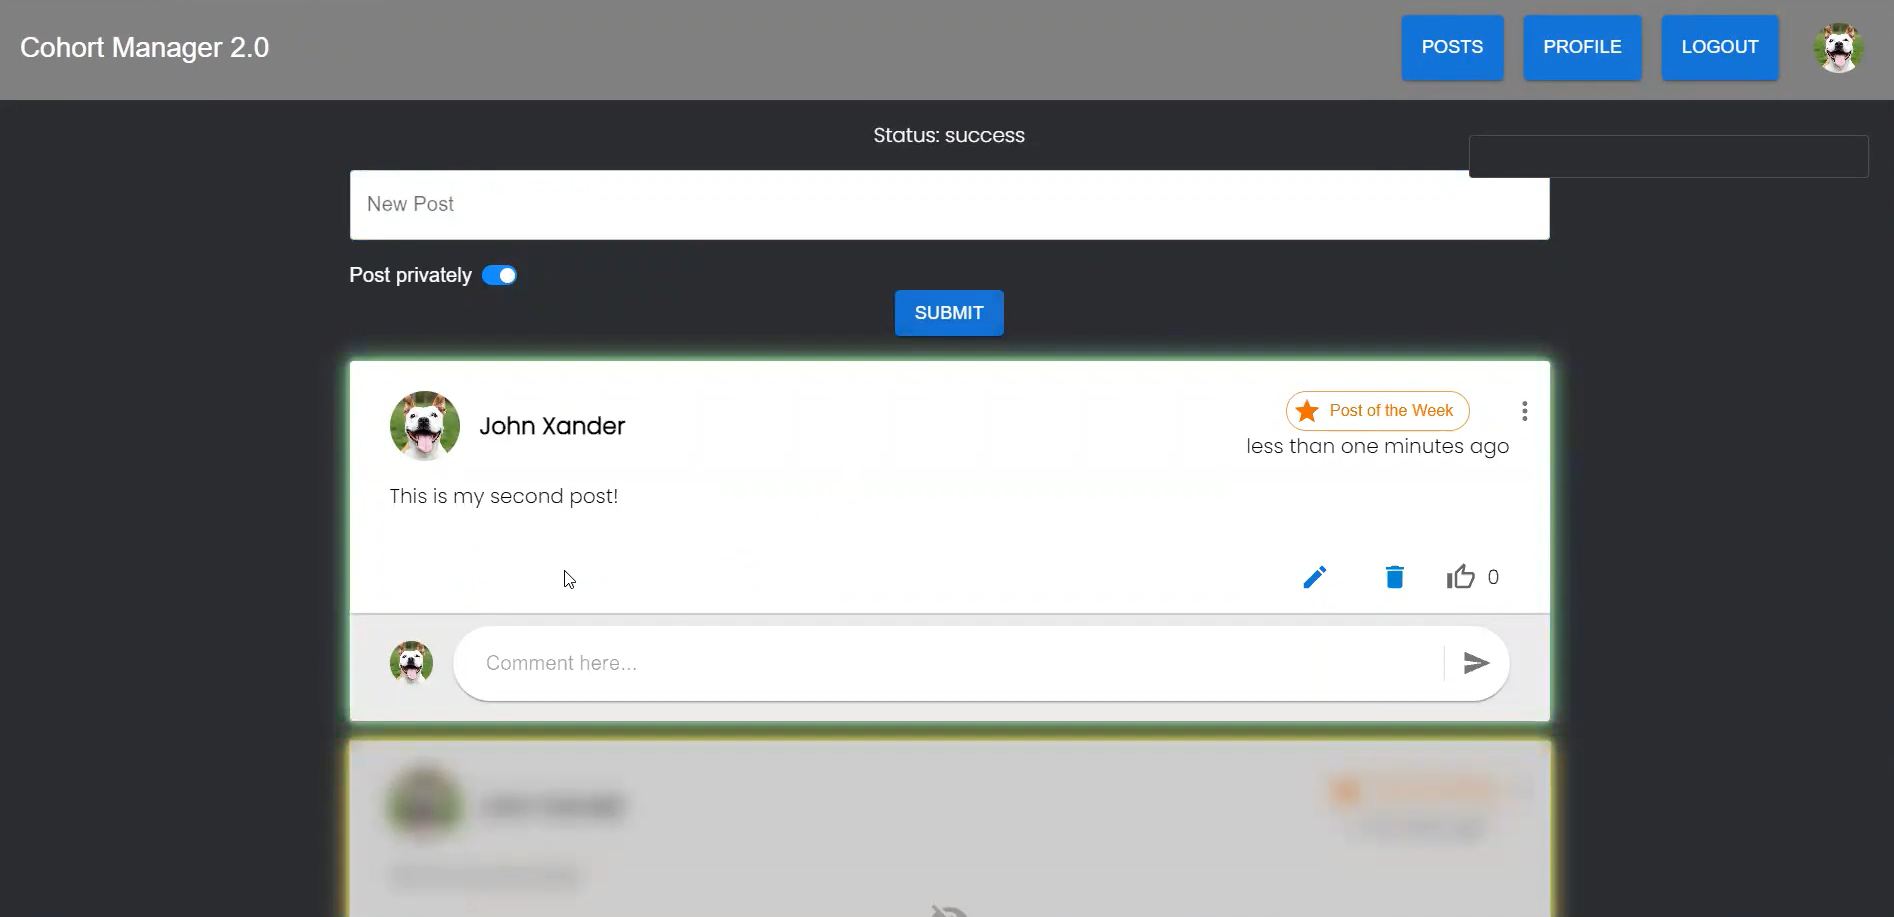 Cohort Manager 2.0
POSTS
PROFILE
LOGOUT
Status: success
New Post
Post privately
SUBMIT
John Xander
Post of the Week
less than one minutes ago
This is my second post!
0
Comment here...